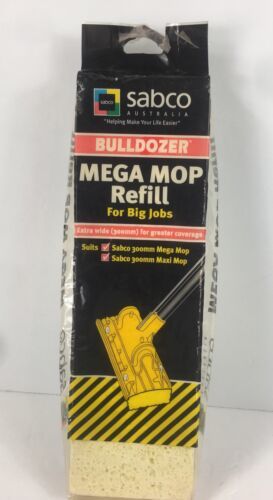 sabco
AUSTRALIA
"Helping Make Your Life Easier"
BULLDOZER®
MEGA MOP
Refill
For Big Jobs
Extra wide (300mm) for greater coverage
Suits Sabco 300mm Mega Mop
Sabco 300mm Maxi Mop
sabco